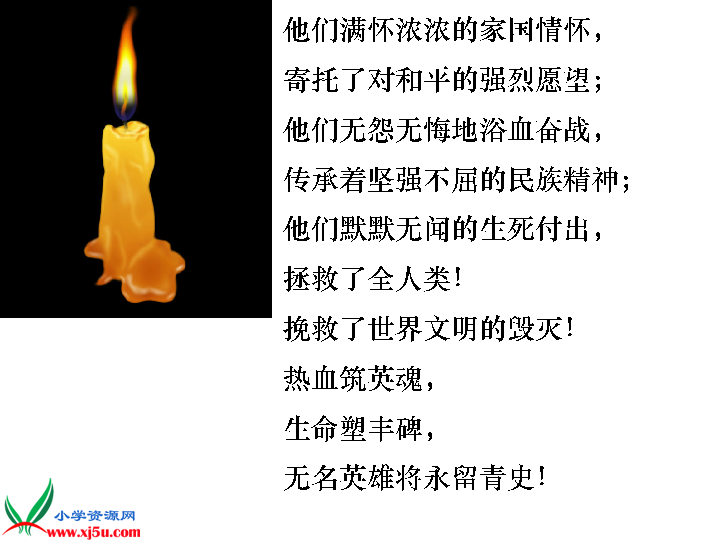 他们满怀浓浓的家国情怀，
寄托了对和平的强烈愿望；
他们无怨无悔地浴血奋战，
传承着坚强不屈的民族精神；
他们默默无闻的生死付出，
拯救了全人类！
挽救了世界文明的毁灭！
热血筑英魂，
生命塑丰碑，
无名英雄将永留青史！
小学资源网
www.xj5u.com